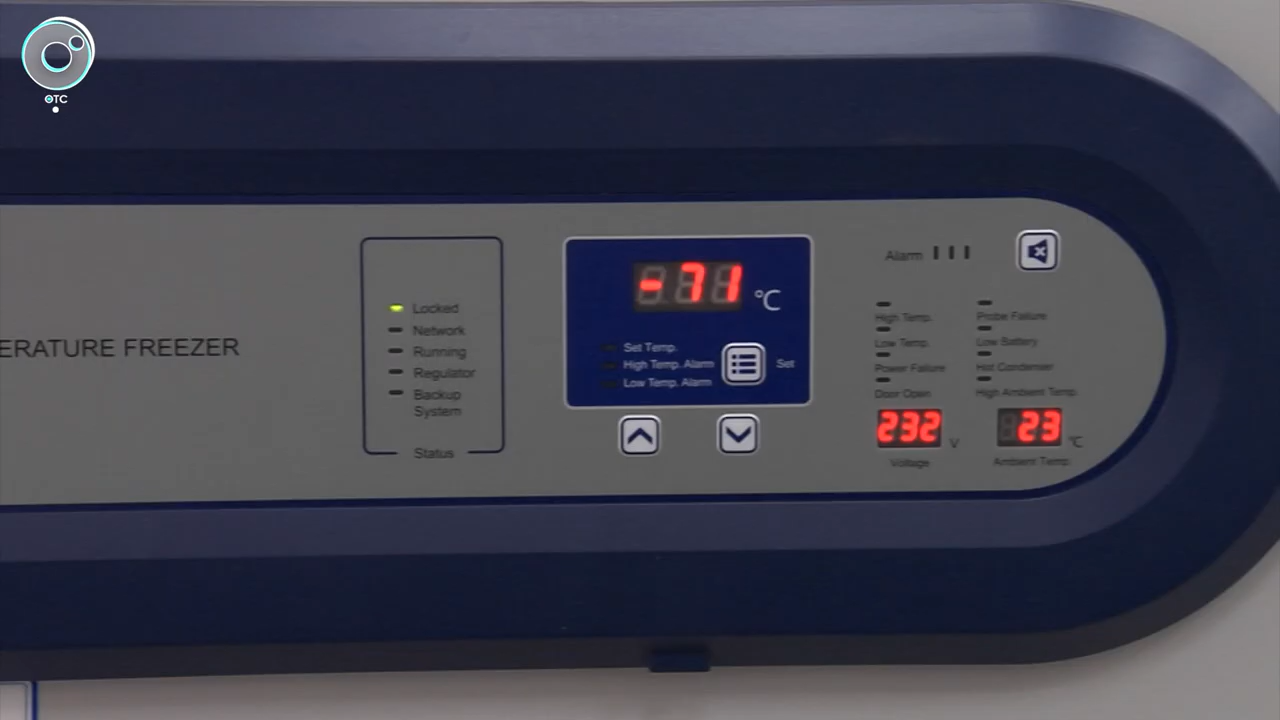 OTC
ERATURE FREEZER
Locked
Network
Running
Regulator
Backup
System
Status
-71 °C
Set Temp.
High Temp. Alarm
Low Temp. Alarm
Set
Alarm
High Temp.
Low Temp.
Power Failure
Door Open
Probe Failure
Low Battery
Hot Condenser
High Ambient Temp.
232 V
Voltage
23 °C
Ambient Temp.